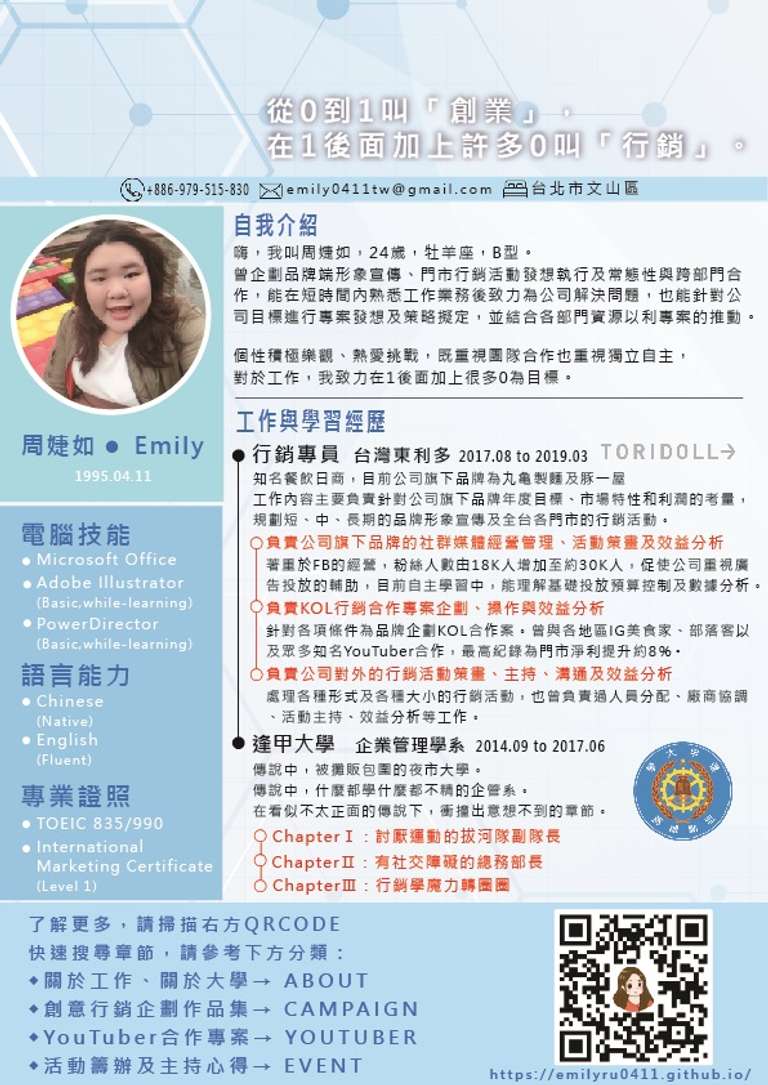 從0到1叫「創業」，
在1後面加上許多0叫「行銷」。
+886-979-515-830 emily0411tw@gmail.com 台北市文山區
自我介紹
嗨，我叫周婕如，24歲，牡羊座，B型。
曾企劃品牌端形象宣傳、門市行銷活動發想執行及常態性與跨部門合
作，能在短時間內熟悉工作業務後致力為公司解決問題，也能針對公
司目標進行專案發想及策略擬定，並結合各部門資源以利專案的推動。
個性積極樂觀、熱愛挑戰，既重視團隊合作也重視獨立自主，
對於工作，我致力在1後面加上很多0為目標。
周婕如 ● Emily
1995.04.11
電腦技能
● Microsoft Office
● Adobe Illustrator
(Basic,while-learning)
● PowerDirector
(Basic,while-learning)
語言能力
● Chinese
(Native)
● English
(Fluent)
專業證照
● TOEIC 835/990
● International
Marketing Certificate
(Level 1)
工作與學習經歷
行銷專員 台灣東利多 2017.08 to 2019.03 TORIDOLL→
知名餐飲日商，目前公司旗下品牌為丸亀製麵及豚一屋
工作內容主要負責針對公司旗下品牌年度目標、市場特性和利潤的考量，
規劃短、中、長期的品牌形象宣傳及全台各門市的行銷活動。
負責公司旗下品牌的社群媒體經營管理、活動策畫及效益分析
著重於FB的經營，粉絲人數由18K人增加至約30K人，促使公司重視廣
告投放的輔助，目前自主學習中，能理解基礎投放預算控制及數據分析。
負責KOL行銷合作專案企劃、操作與效益分析
針對各項條件為品牌企劃KOL合作案。曾與各地區IG美食家、部落客以
及眾多知名YouTuber合作，最高紀錄為門市淨利提升約8%。
負責公司對外的行銷活動策畫、主持、溝通及效益分析
處理各種形式及各種大小的行銷活動，也曾負責過人員分配、廠商協調
、活動主持、效益分析等工作。
逢甲大學 企業管理學系 2014.09 to 2017.06
傳說中，被攤販包圍的夜市大學。
傳說中，什麼都學什麼都不精的企管系。
在看似不太正面的傳說下，衝撞出意想不到的章節。
ChapterⅠ：討厭運動的拔河隊副隊長
ChapterⅡ：有社交障礙的總務部長
ChapterⅢ：行銷學魔力轉圈圈
了解更多，請掃描右方QRCODE
快速搜尋章節，請參考下方分類：
◆關於工作、關於大學→ ABOUT
◆創意行銷企劃作品集→ CAMPAIGN
◆YouTuber合作專案→ YOUTUBER
◆活動籌辦及主持心得→ EVENT
https://emilyru0411.github.io/